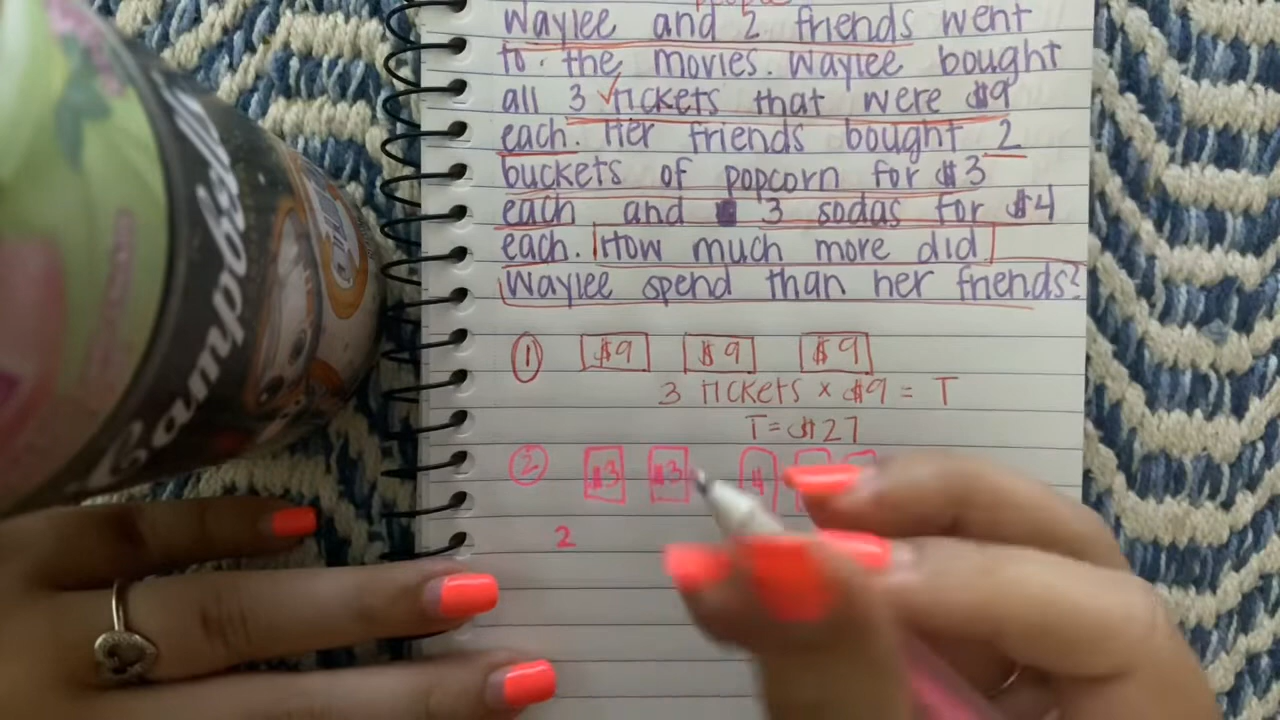 Waylee and 2 friends went
to the movies. Waylee bought
all 3 tickets that were $9
each. Her friends bought 2
buckets of popcorn for $3
each and 3 sodas for $4
each. How much more did
Waylee spend than her friends?
① $9 $9 $9
3 tickets x $9 = T
T = $27
② $3 $3
2
Campbell's